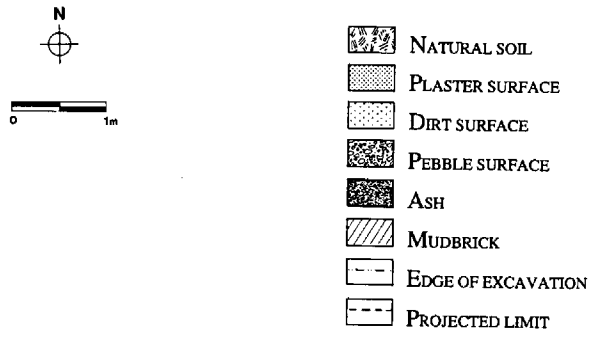 N
0 1m
NATURAL SOIL
PLASTER SURFACE
DIRT SURFACE
PEBBLE SURFACE
ASH
MUDBRICK
EDGE OF EXCAVATION
PROJECTED LIMIT